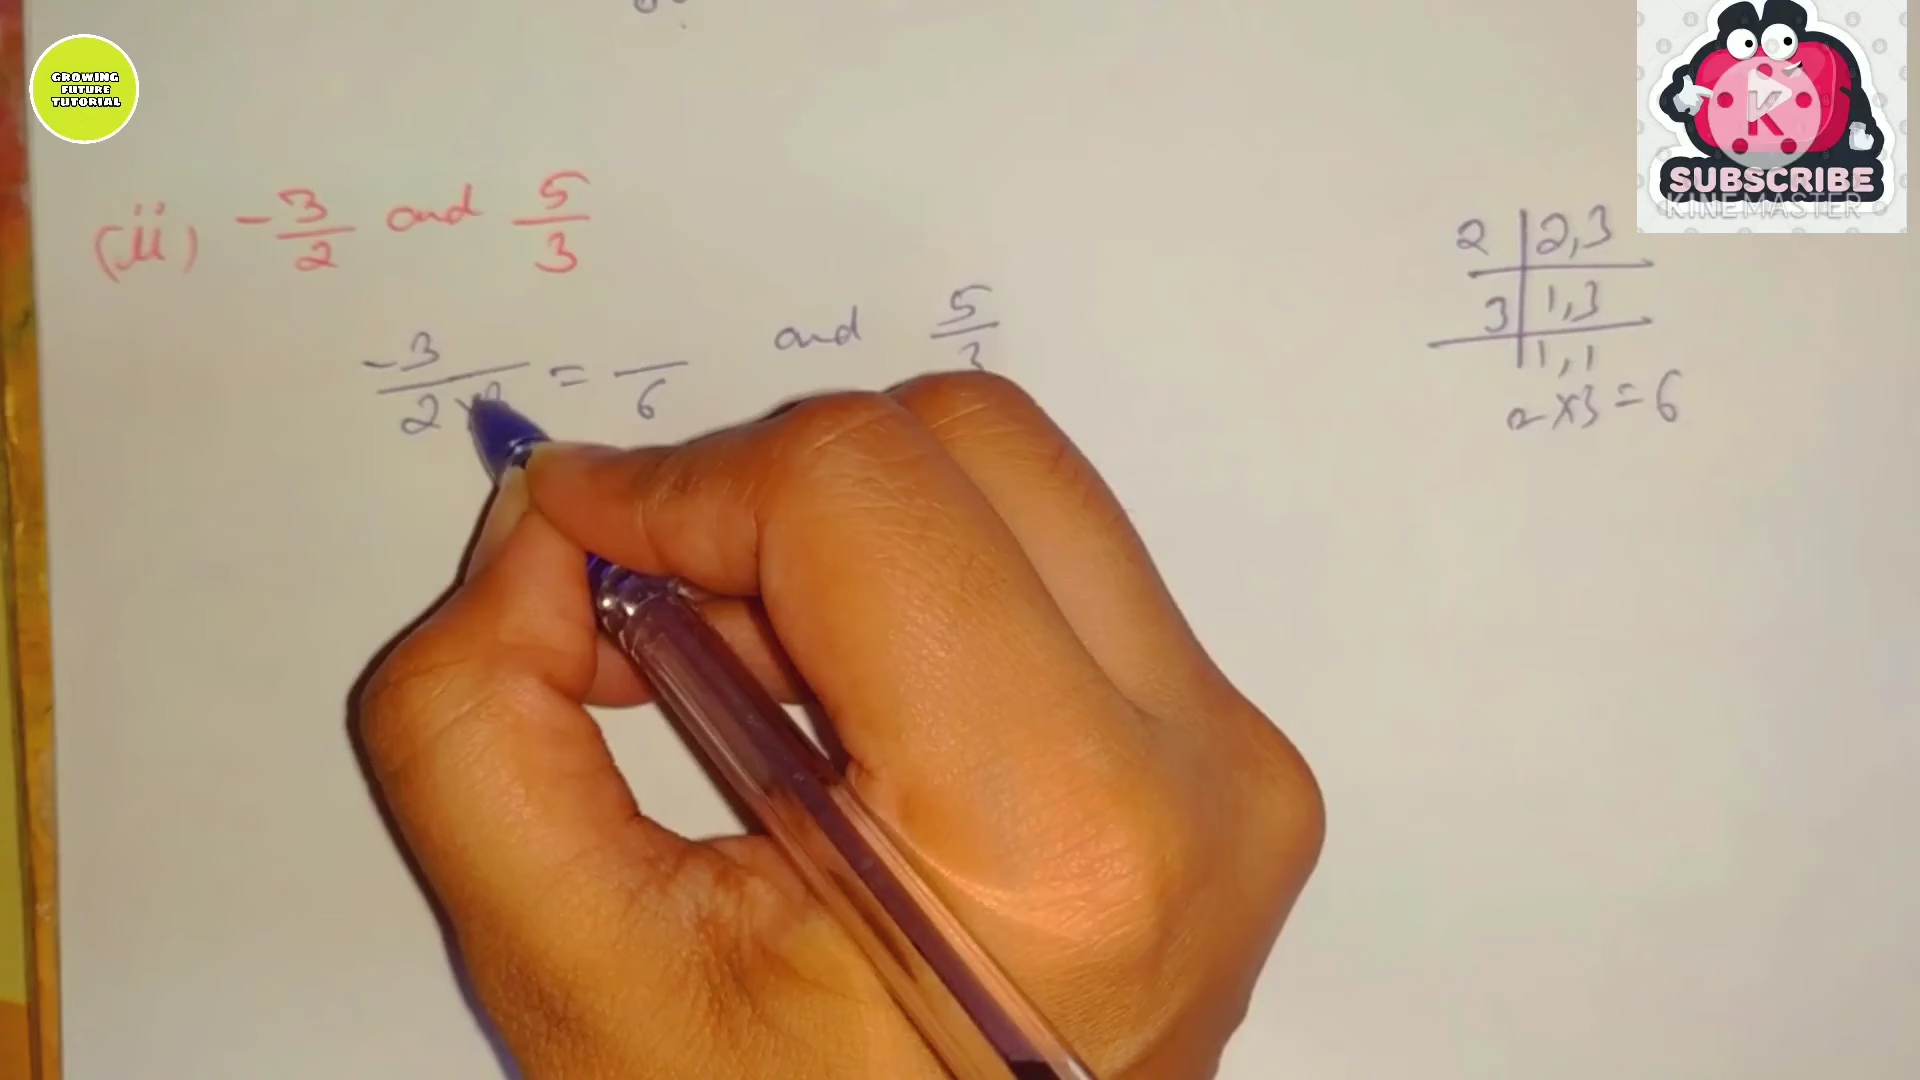 GROWING
FUTURE
TUTORIAL
K
SUBSCRIBE
KINEMASTER
(ii) -3/2 and 5/3
-3/2× = /6 and 5/3
2 | 2,3
3 | 1,3
1,1
2×3=6